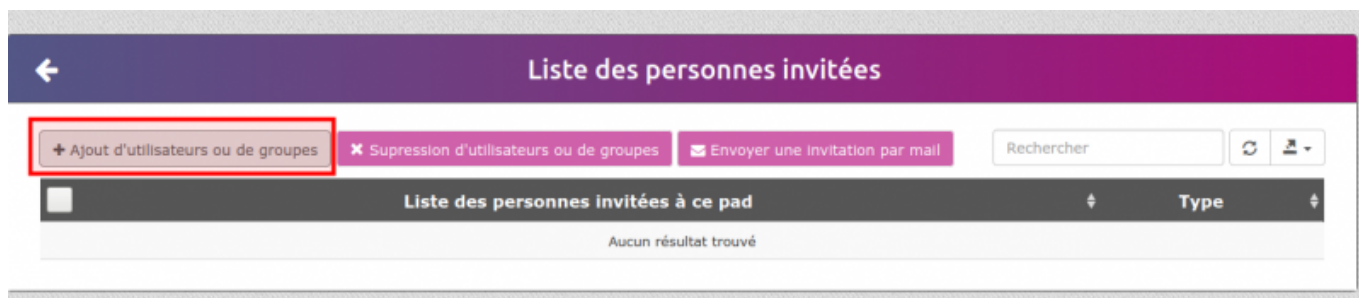 Liste des personnes invitées
Ajout d'utilisateurs ou de groupes Supression d'utilisateurs ou de groupes Envoyer une invitation par mail Rechercher
Liste des personnes invitées à ce pad Type
Aucun résultat trouvé